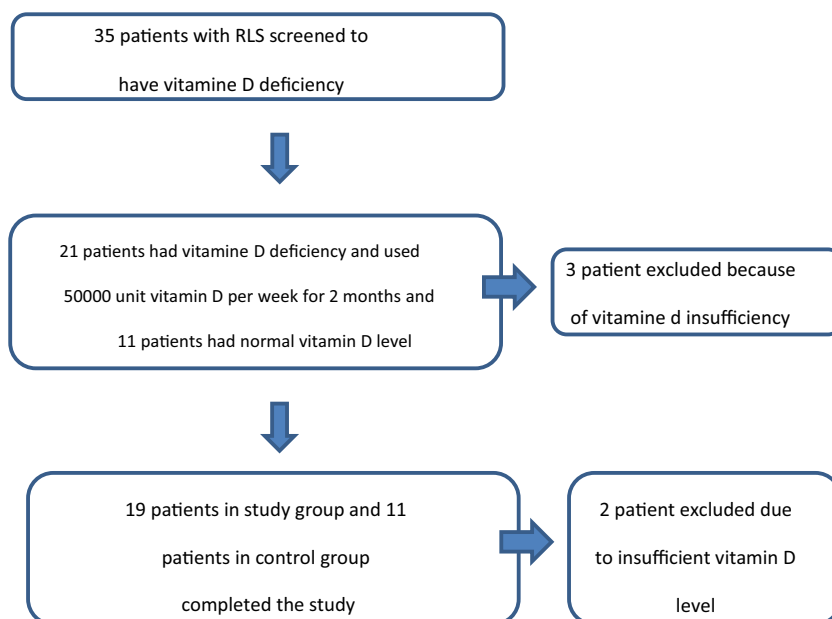 35 patients with RLS screened to
have vitamine D deficiency
21 patients had vitamine D deficiency and used
50000 unit vitamin D per week for 2 months and
11 patients had normal vitamin D level
3 patient excluded because
of vitamine d insufficiency
19 patients in study group and 11
patients in control group
completed the study
2 patient excluded due
to insufficient vitamin D
level